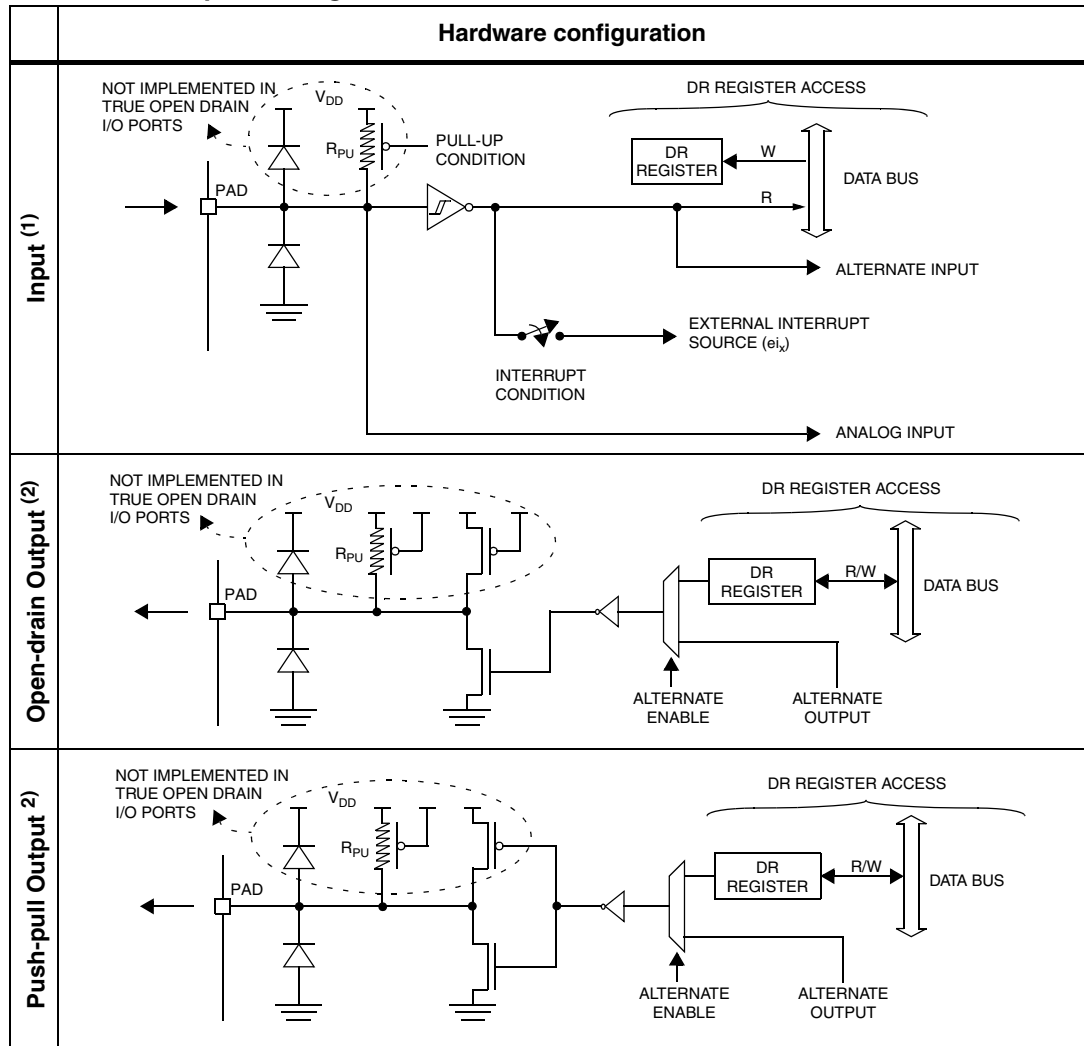 Hardware configuration
Input (1)
NOT IMPLEMENTED IN
TRUE OPEN DRAIN
I/O PORTS
VDD
RPU
PULL-UP
CONDITION
PAD
DR REGISTER ACCESS
DR
REGISTER
W
R
DATA BUS
ALTERNATE INPUT
EXTERNAL INTERRUPT
SOURCE (eix)
INTERRUPT
CONDITION
ANALOG INPUT
Open-drain Output (2)
NOT IMPLEMENTED IN
TRUE OPEN DRAIN
I/O PORTS
VDD
RPU
PAD
DR REGISTER ACCESS
DR
REGISTER
R/W
DATA BUS
ALTERNATE
ENABLE
ALTERNATE
OUTPUT
Push-pull Output 2)
NOT IMPLEMENTED IN
TRUE OPEN DRAIN
I/O PORTS
VDD
RPU
PAD
DR REGISTER ACCESS
DR
REGISTER
R/W
DATA BUS
ALTERNATE
ENABLE
ALTERNATE
OUTPUT